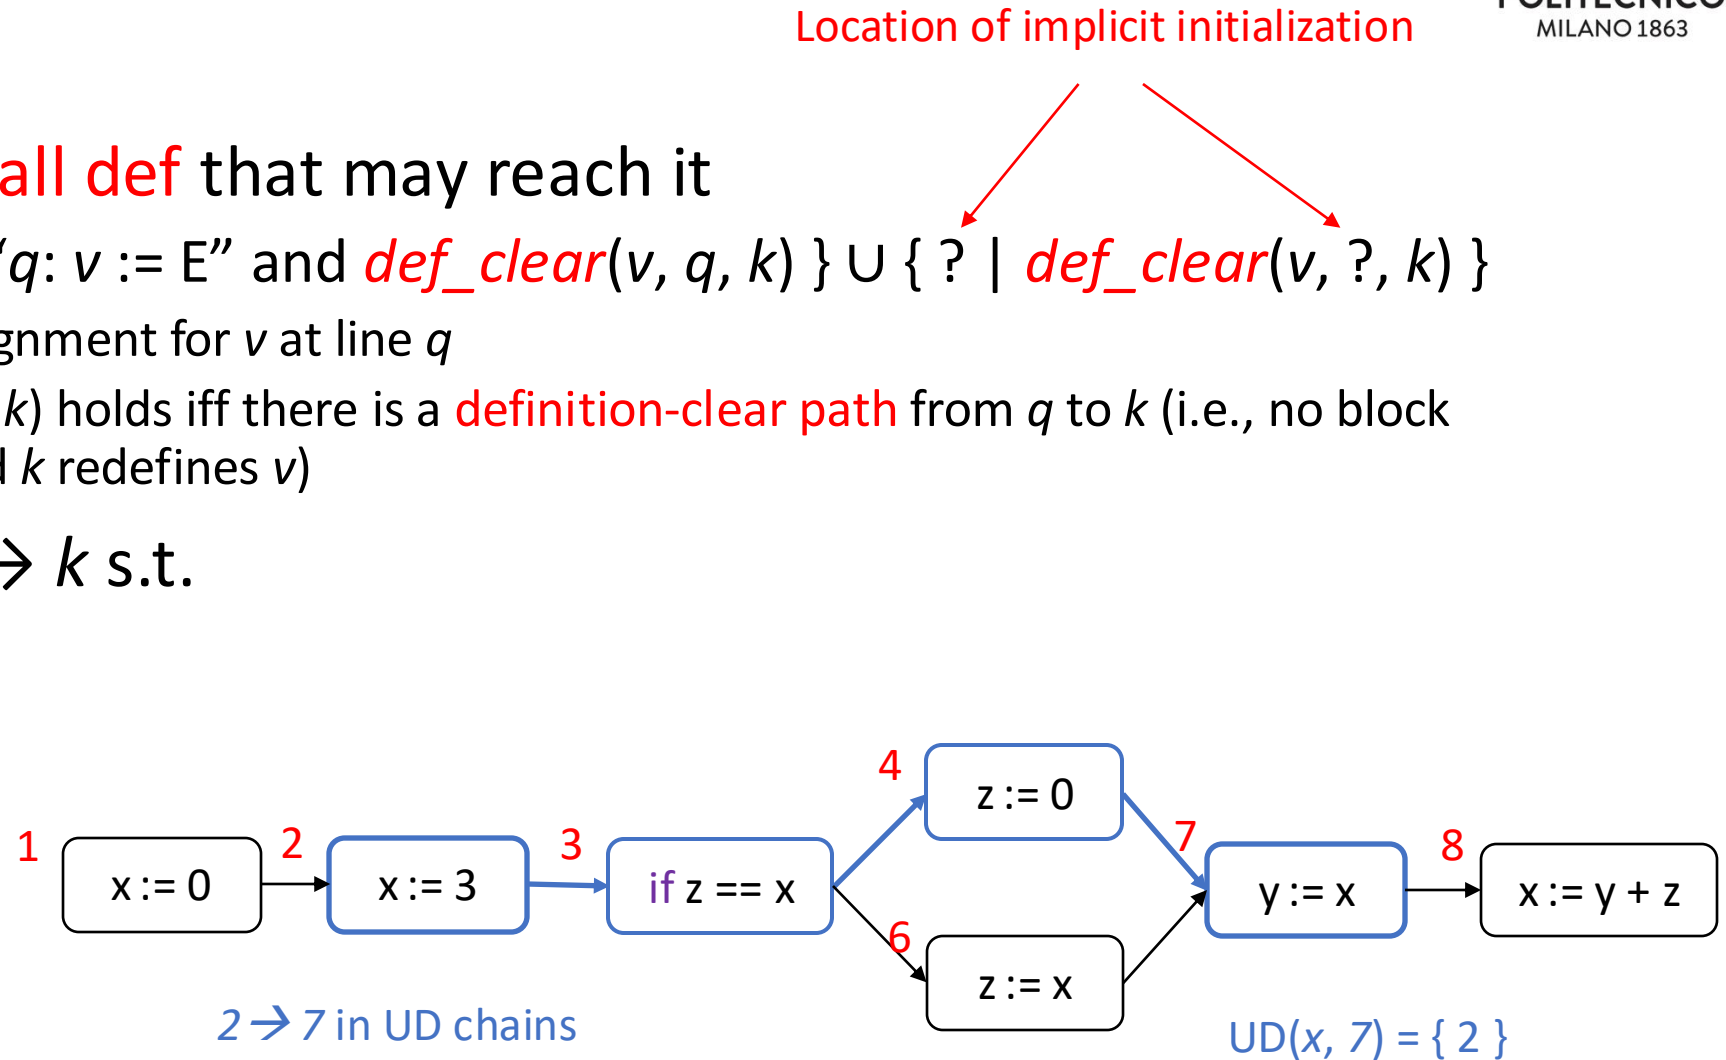 Location of implicit initialization
POLITECNICO
MILANO 1863
all def that may reach it
“q: v := E” and def_clear(v, q, k) } ∪ { ? | def_clear(v, ?, k) }
gnment for v at line q
k) holds iff there is a definition-clear path from q to k (i.e., no block
d k redefines v)
→ k s.t.
1
x := 0
2
x := 3
3
if z == x
4
z := 0
6
z := x
7
y := x
8
x := y + z
2 → 7 in UD chains
UD(x, 7) = { 2 }